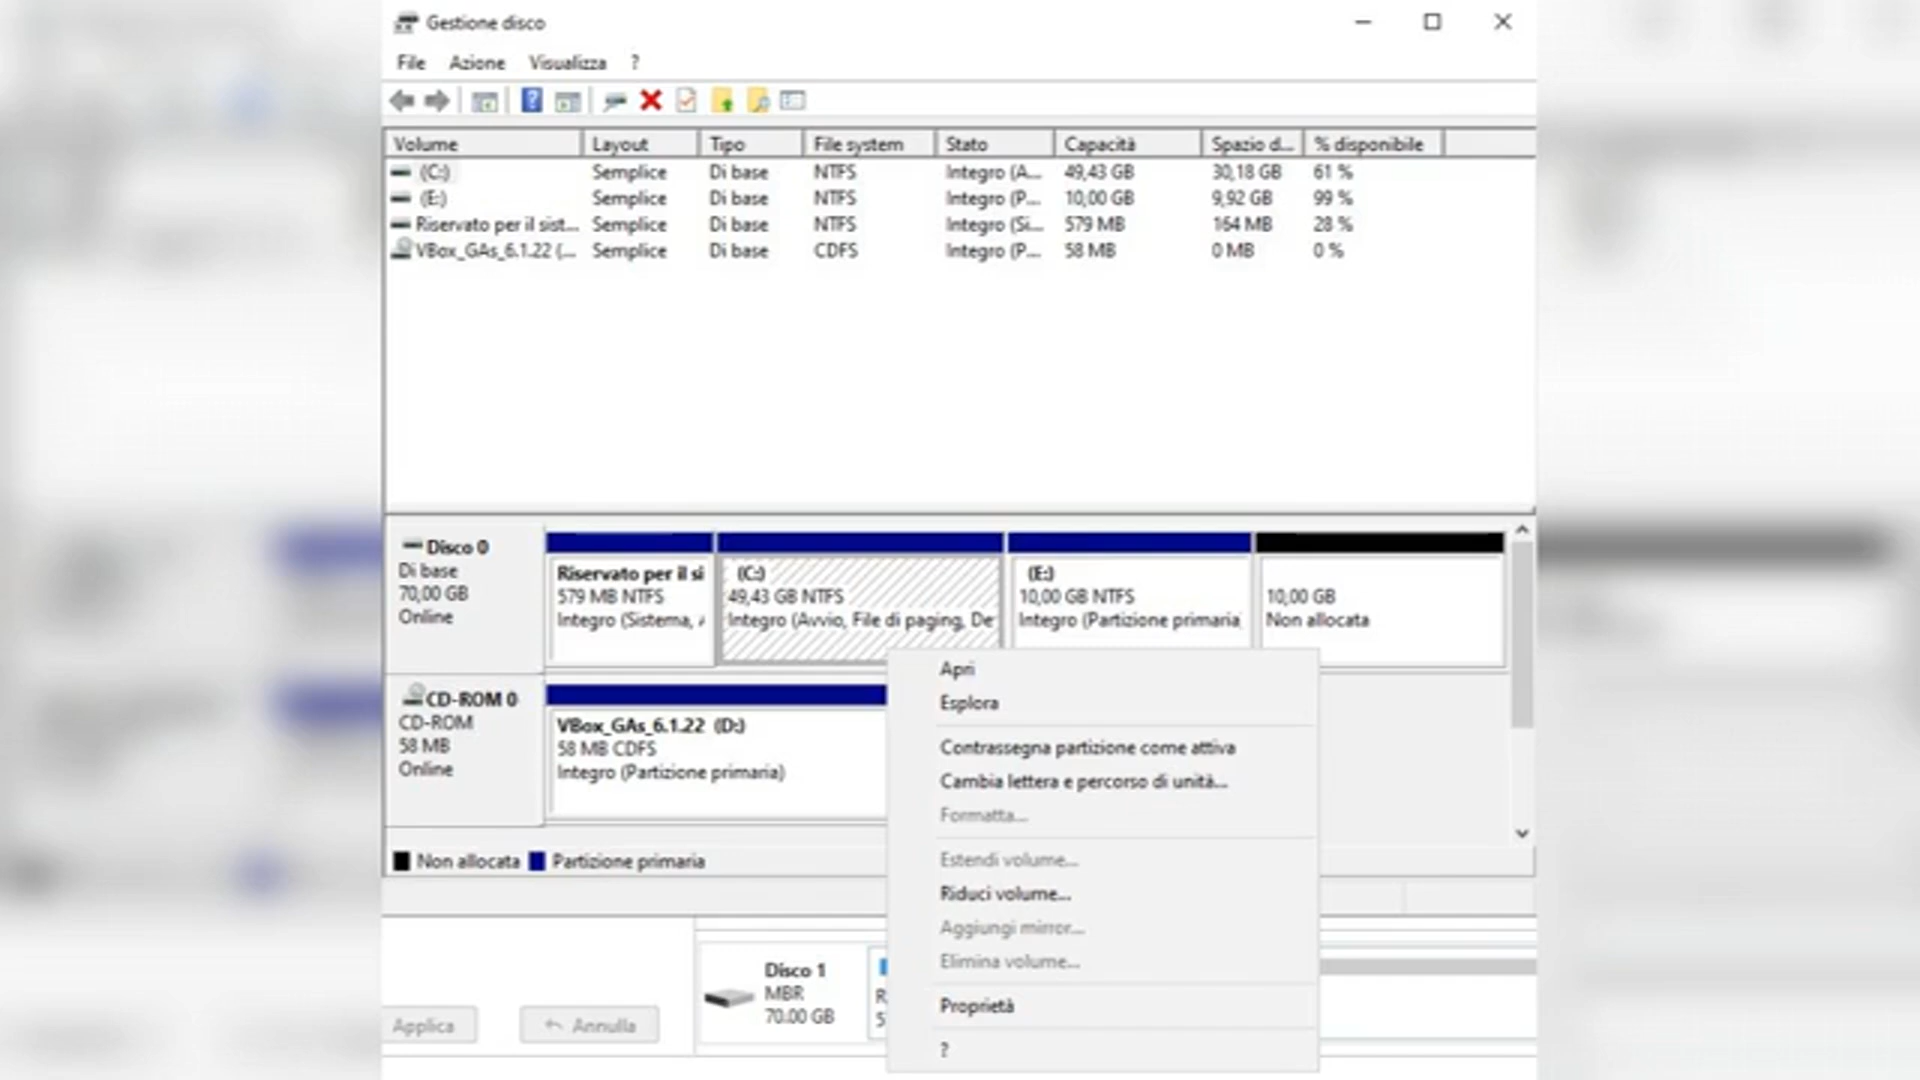 Gestione disco
File Azione Visualizza ?
Volume Layout Tipo File system Stato Capacità Spazio d... % disponibile
(C:) Semplice Di base NTFS Integro (A... 49,43 GB 30,18 GB 61 %
(E:) Semplice Di base NTFS Integro (P... 10,00 GB 9,92 GB 99 %
Riservato per il sist... Semplice Di base NTFS Integro (Si... 579 MB 164 MB 28 %
VBox_GAs_6.1.22 (... Semplice Di base CDFS Integro (P... 58 MB 0 MB 0 %
Disco 0
Di base
70,00 GB
Online
Riservato per il si
579 MB NTFS
Integro (Sistema,
(C:)
49,43 GB NTFS
Integro (Avvio, File di paging, De
(E:)
10,00 GB NTFS
Integro (Partizione primaria
10,00 GB
Non allocata
CD-ROM 0
CD-ROM
58 MB
Online
VBox_GAs_6.1.22 (D:)
58 MB CDFS
Integro (Partizione primaria)
Non allocata Partizione primaria
Apri
Esplora
Contrassegna partizione come attiva
Cambia lettera e percorso di unità...
Formatta...
Estendi volume...
Riduci volume...
Aggiungi mirror...
Elimina volume...
Proprietà
?
Applica Annulla
Disco 1
MBR
70.00 GB
R
5